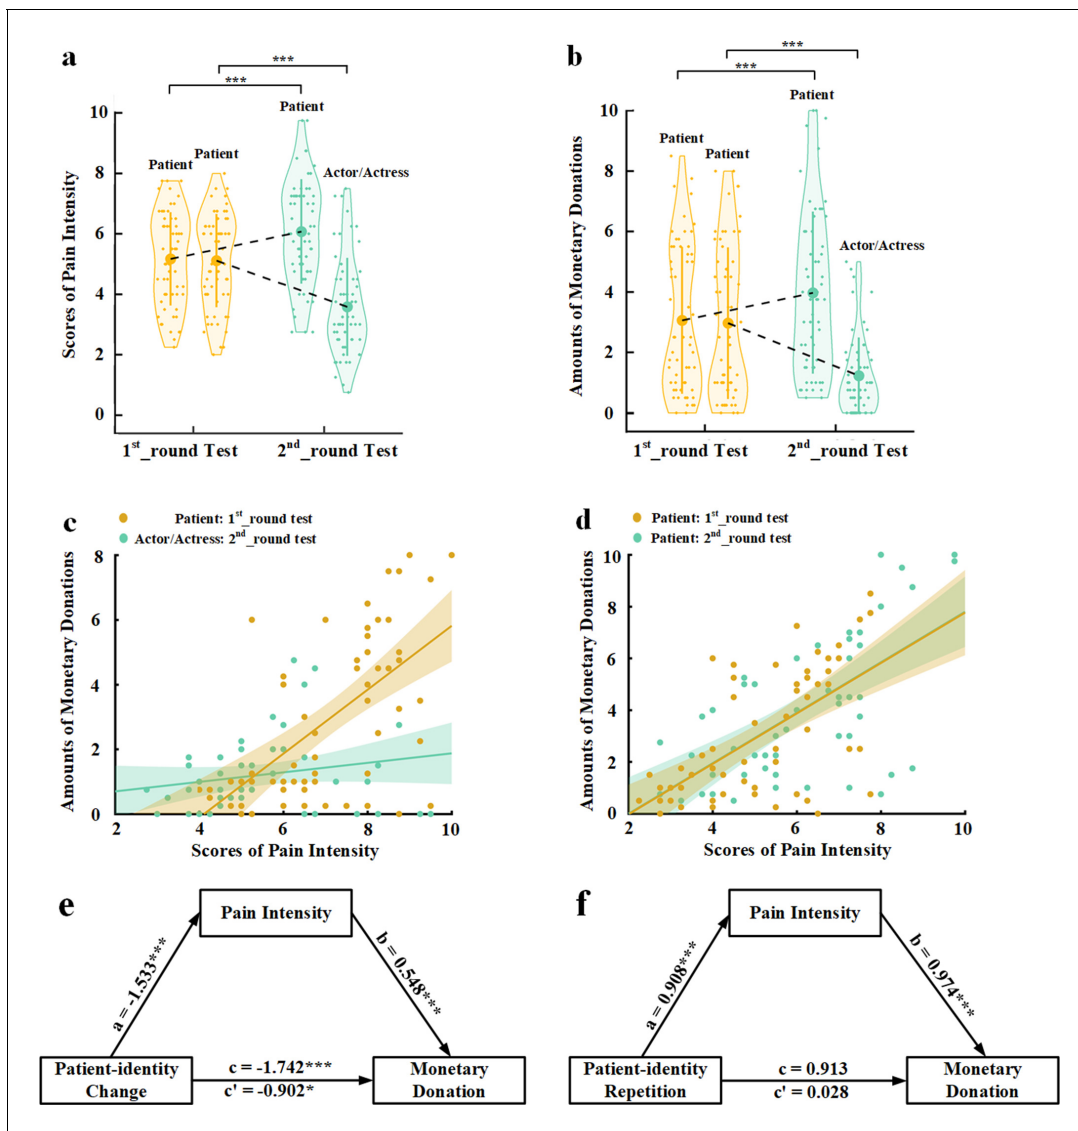 a
***
***
Patient
Patient
Patient
Actor/Actress
Scores of Pain Intensity
10
8
6
4
2
0
1st_round Test
2nd_round Test
b
***
***
Patient
Patient
Patient
Actor/Actress
Amounts of Monetary Donations
10
8
6
4
2
0
1st_round Test
2nd_round Test
c
Patient: 1st_round test
Actor/Actress: 2nd_round test
Amounts of Monetary Donations
8
6
4
2
0
2
4
6
8
10
Scores of Pain Intensity
d
Patient: 1st_round test
Patient: 2nd_round test
Amounts of Monetary Donations
10
8
6
4
2
0
2
4
6
8
10
Scores of Pain Intensity
e
Pain Intensity
a = -1.533***
b = 0.548***
Patient-identity
Change
c = -1.742***
c' = -0.902*
Monetary
Donation
f
Pain Intensity
a = 0.908***
b = 0.974***
Patient-identity
Repetition
c = 0.913
c' = 0.028
Monetary
Donation